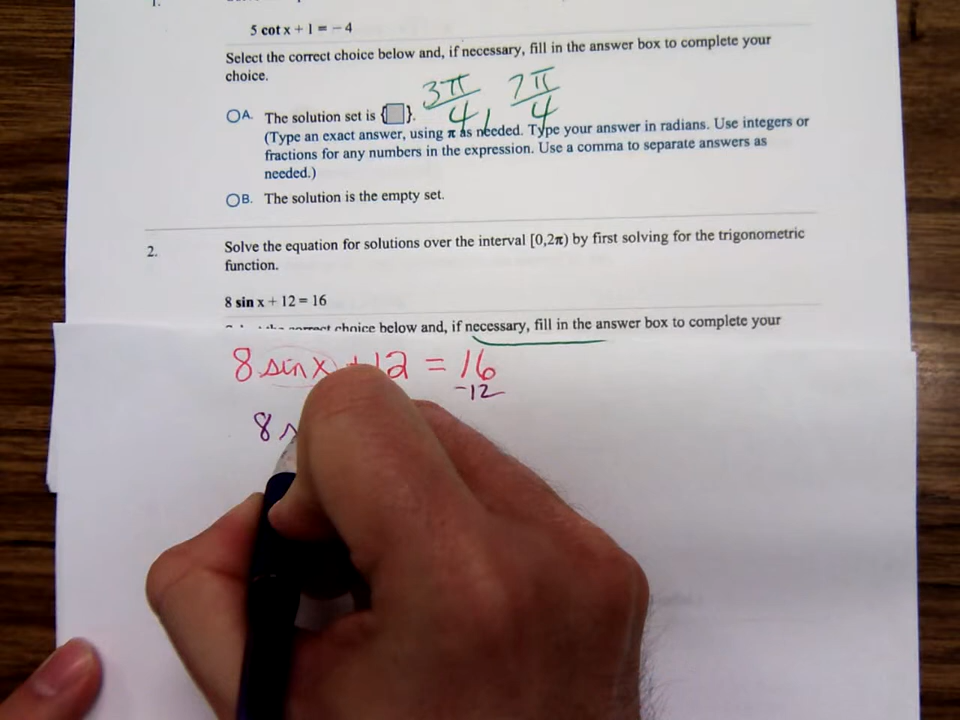 1.
5 cot x + 1 = − 4
Select the correct choice below and, if necessary, fill in the answer box to complete your
choice.
A. The solution set is { }. 3π/4, 7π/4
(Type an exact answer, using π as needed. Type your answer in radians. Use integers or
fractions for any numbers in the expression. Use a comma to separate answers as
needed.)
B. The solution is the empty set.
2. Solve the equation for solutions over the interval [0,2π) by first solving for the trigonometric
function.
8 sin x + 12 = 16
choice below and, if necessary, fill in the answer box to complete your
8 sin x + 12 = 16
-12
8 s